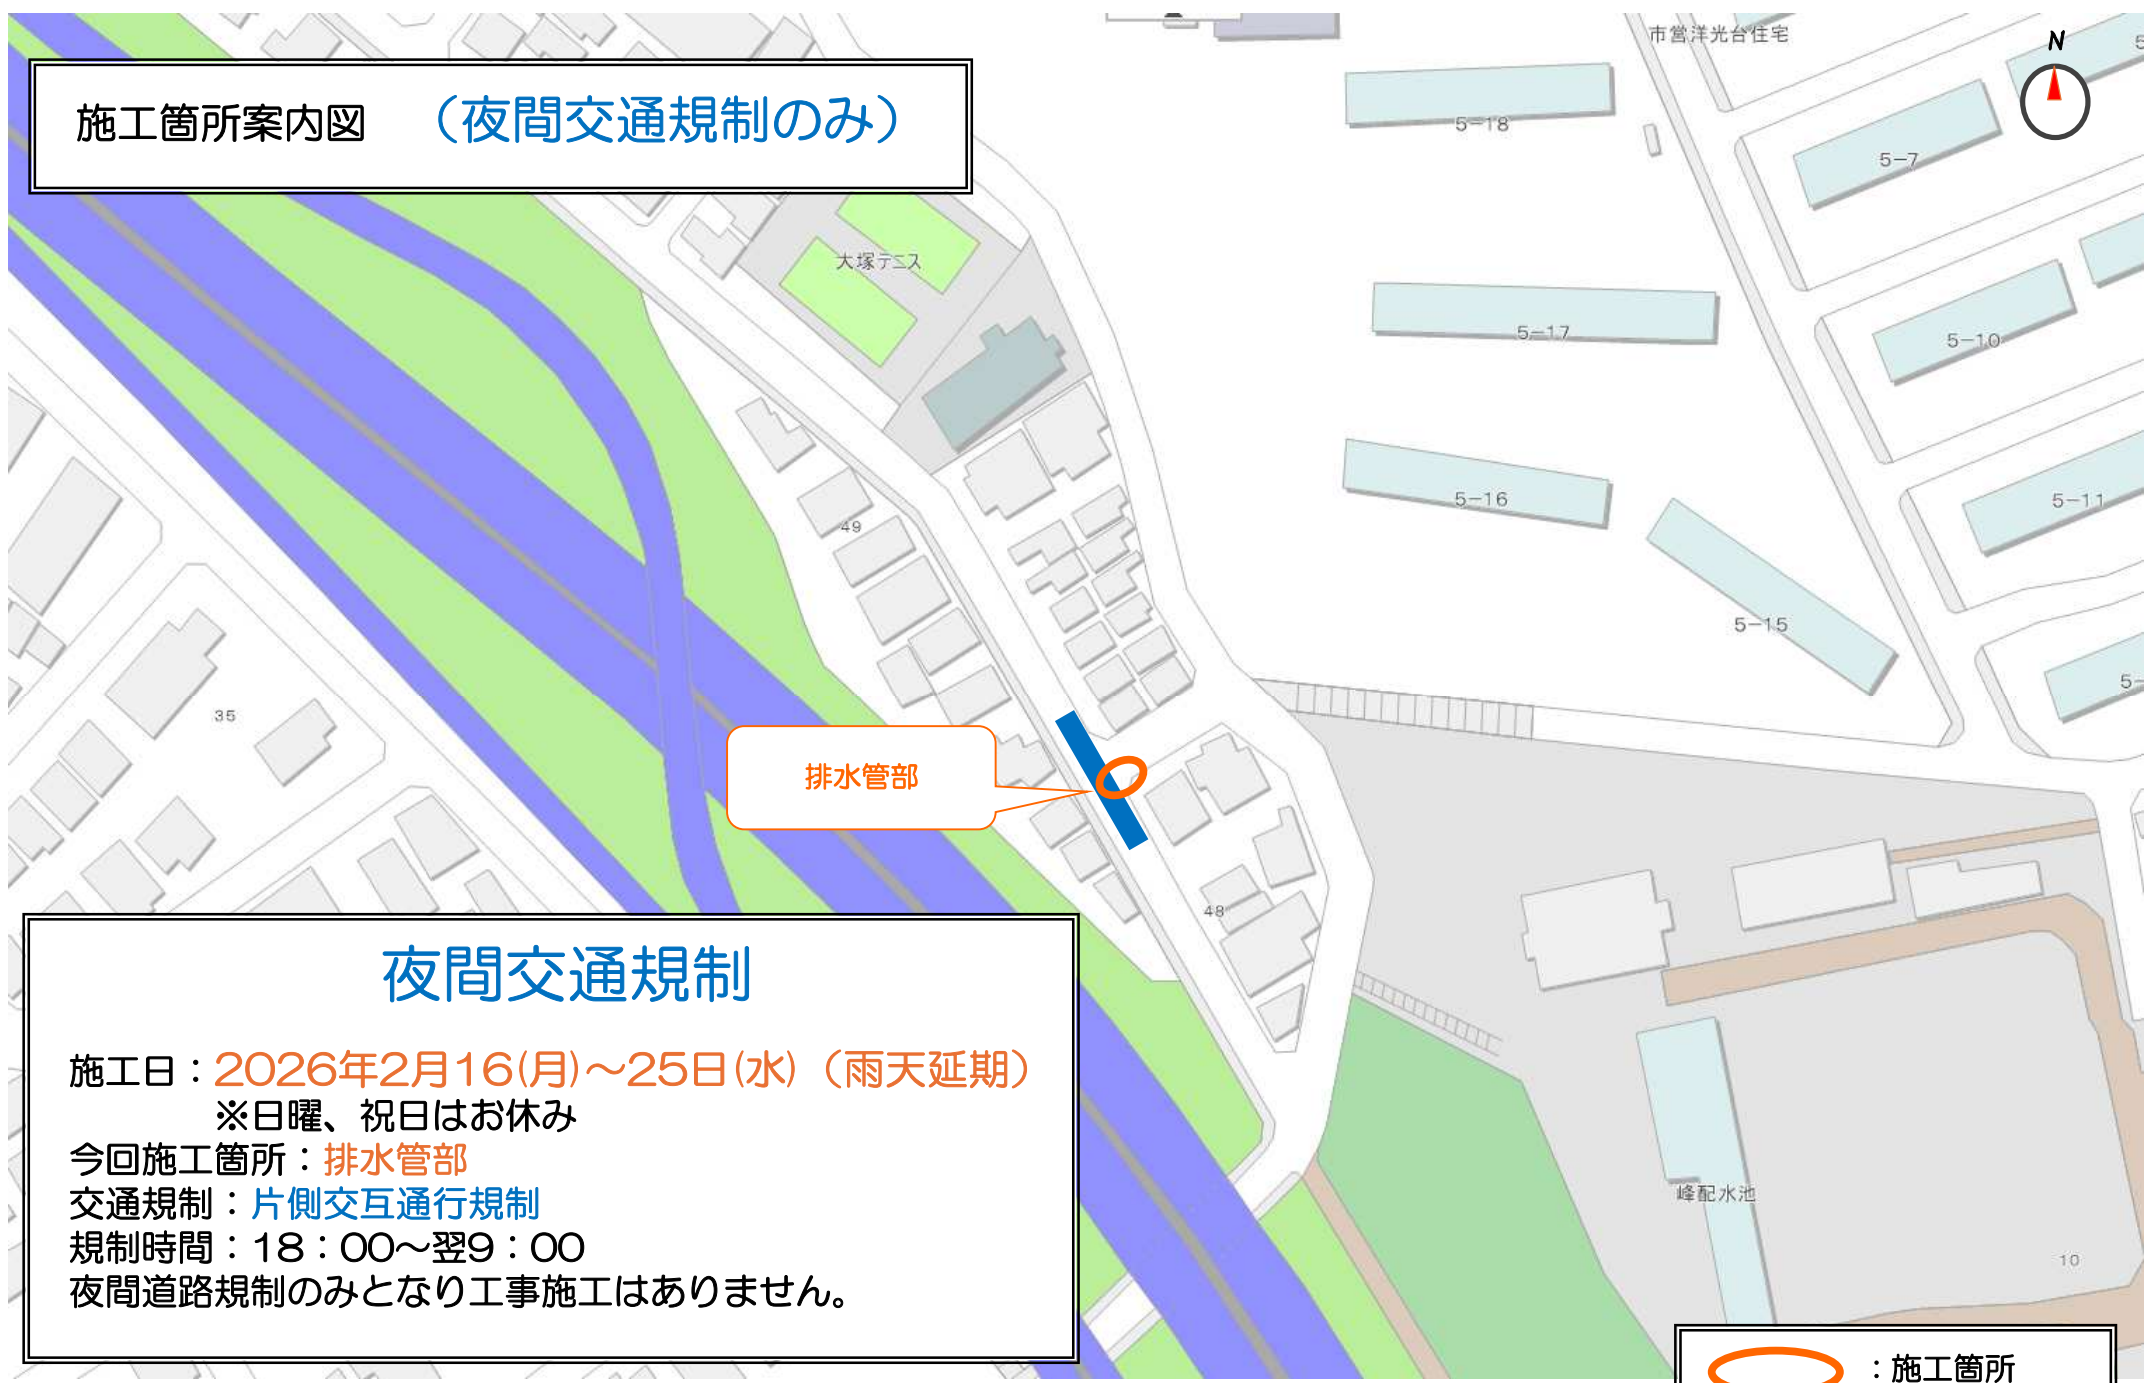 市営洋光台住宅
N
施工箇所案内図 （夜間交通規制のみ）
5-18
5-7
大塚テニス
5-17
5-10
5-16
5-11
49
5-15
35
排水管部
48
夜間交通規制
施工日：2026年2月16(月)～25日(水)（雨天延期）
※日曜、祝日はお休み
今回施工箇所：排水管部
交通規制：片側交互通行規制
規制時間：18：00～翌9：00
夜間道路規制のみとなり工事施工はありません。
峰配水池
10
：施工箇所